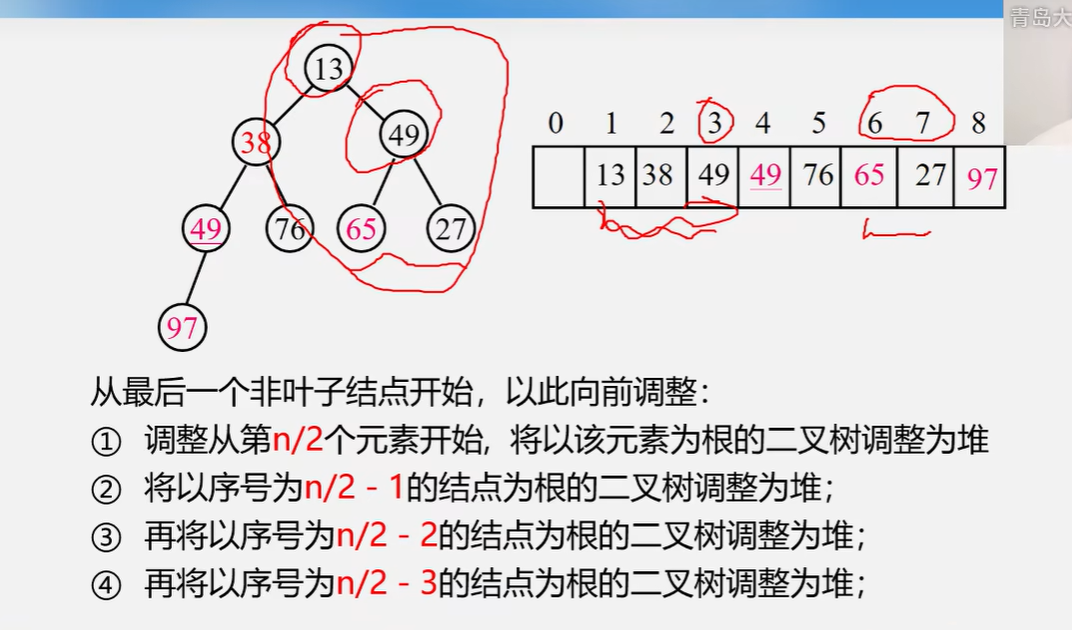 青岛大
13
38
49
49
76
65
27
97
0 1 2 3 4 5 6 7 8
13 38 49 49 76 65 27 97
从最后一个非叶子结点开始，以此向前调整：
① 调整从第n/2个元素开始, 将以该元素为根的二叉树调整为堆
② 将以序号为n/2 - 1的结点为根的二叉树调整为堆；
③ 再将以序号为n/2 - 2的结点为根的二叉树调整为堆；
④ 再将以序号为n/2 - 3的结点为根的二叉树调整为堆；